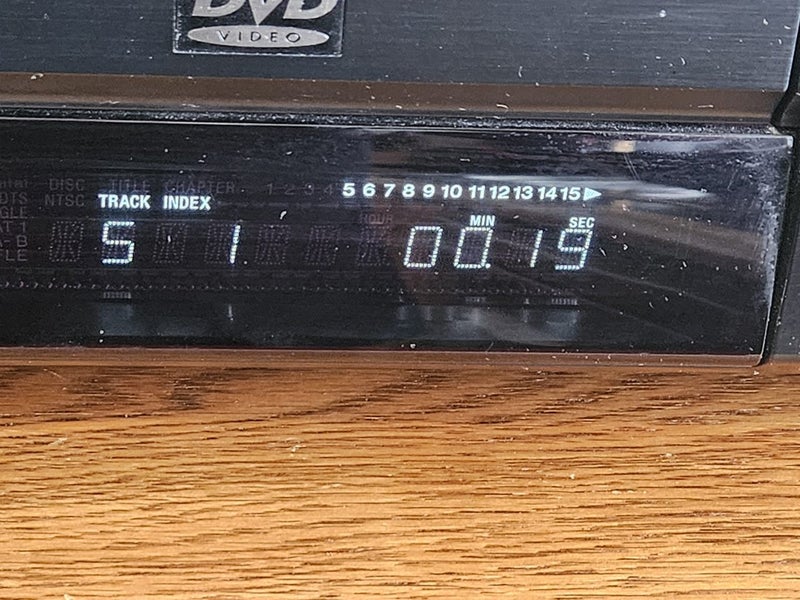 DVD
VIDEO
DISC TITLE CHAPTER 1 2 3 4 5 6 7 8 9 10 11 12 13 14 15
DTS NTSC TRACK INDEX
HOUR MIN SEC
5 1 00.19